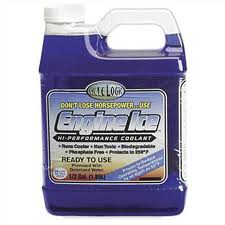 DON'T LOSE HORSEPOWER...USE
Engine Ice
HI-PERFORMANCE COOLANT
• Runs Cooler • Non Toxic • Biodegradable
• Phosphate Free • Protects to 256°F
READY TO USE
Premixed With
Deionized Water
1/2 Gal. (1.89L)